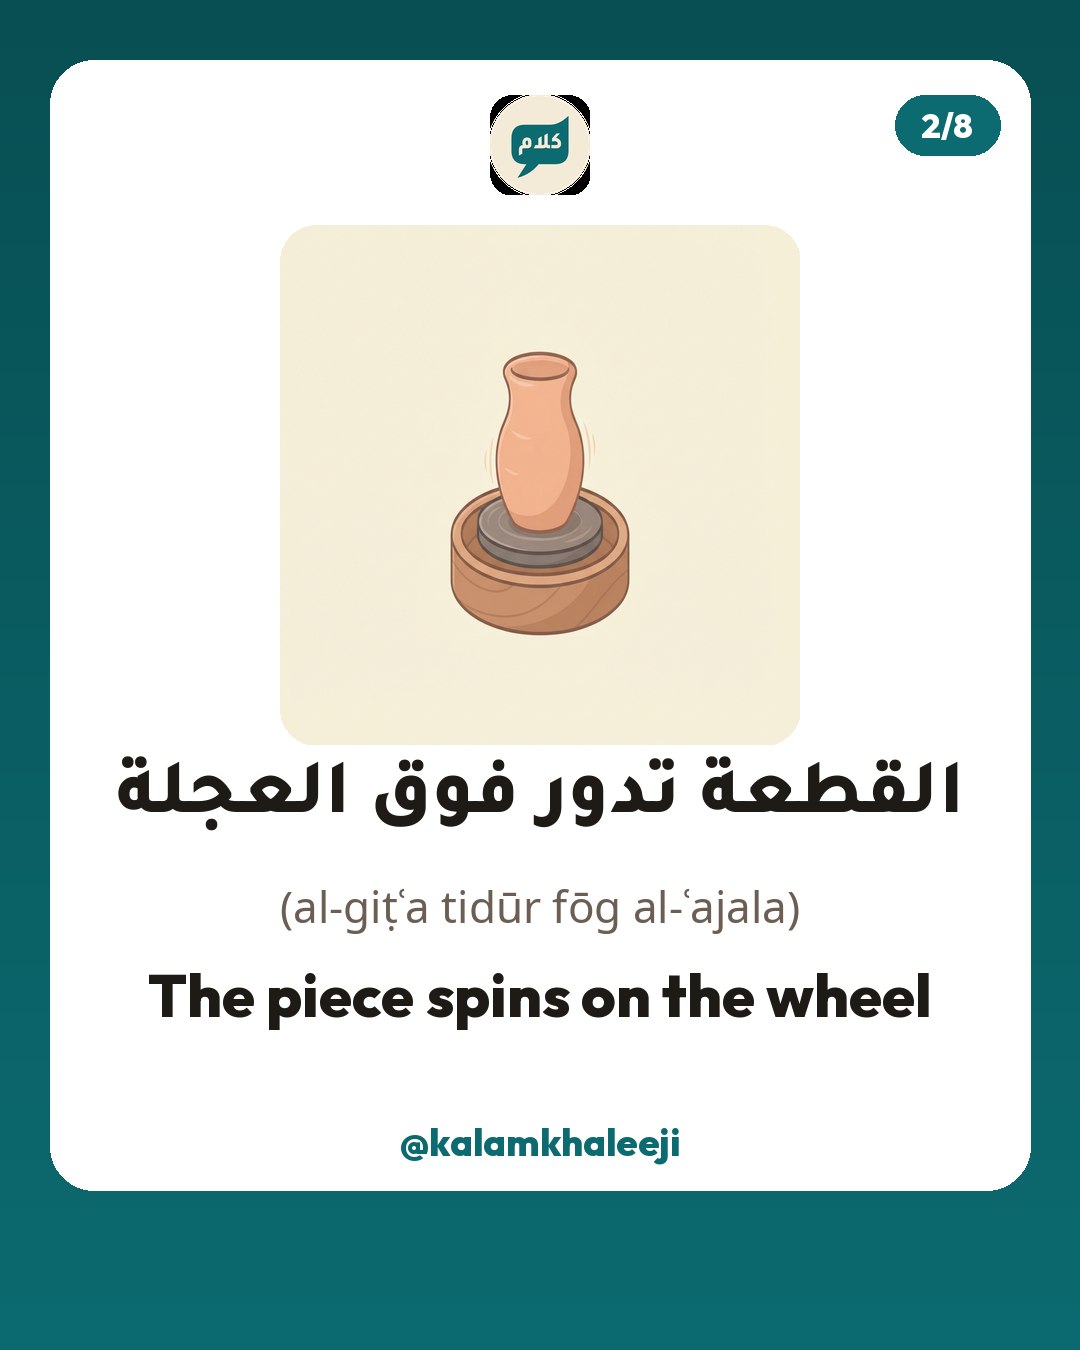 كلام
2/8
القطعة تدور فوق العجلة
(al-giṭʿa tidūr fōg al-ʿajala)
The piece spins on the wheel
@kalamkhaleeji